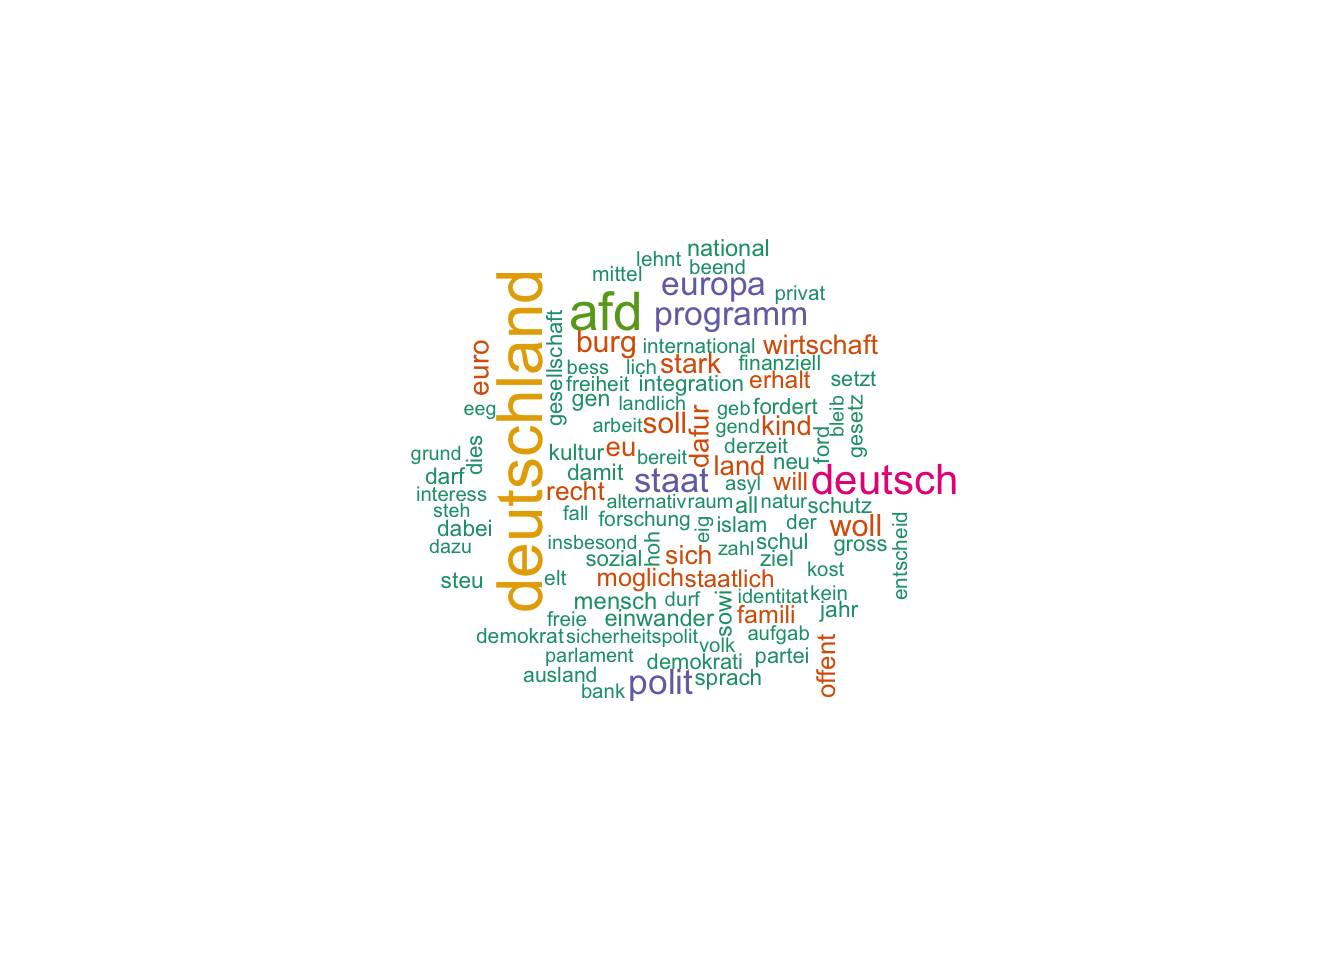 national
lehnt
beend
mittel
europa
privat
afd
programm
deutschland
gesellschaft
burg
international
wirtschaft
euro
bess
lich
stark
finanziell
freiheit
integration
erhalt
setzt
gen
landlich
geb
fordert
bleib
gesetz
eeg
arbeit
soll
dafur
gend
kind
ford
grund
dies
kultur
eu
bereit
derzeit
land
neu
darf
damit
staat
asyl
will
deutsch
interess
recht
alternativ
raum
all
natur
schutz
steh
fall
forschung
eig
islam
der
woll
dabei
dazu
insbesond
hoh
sich
zahl
schul
gross
entscheid
sozial
ziel
steu
elt
moglich
staatlich
kost
mensch
durf
sowi
identitat
kein
jahr
freie
einwander
famili
demokrat
sicherheitspolit
volk
aufgab
offent
parlament
demokrati
partei
ausland
bank
polit
sprach